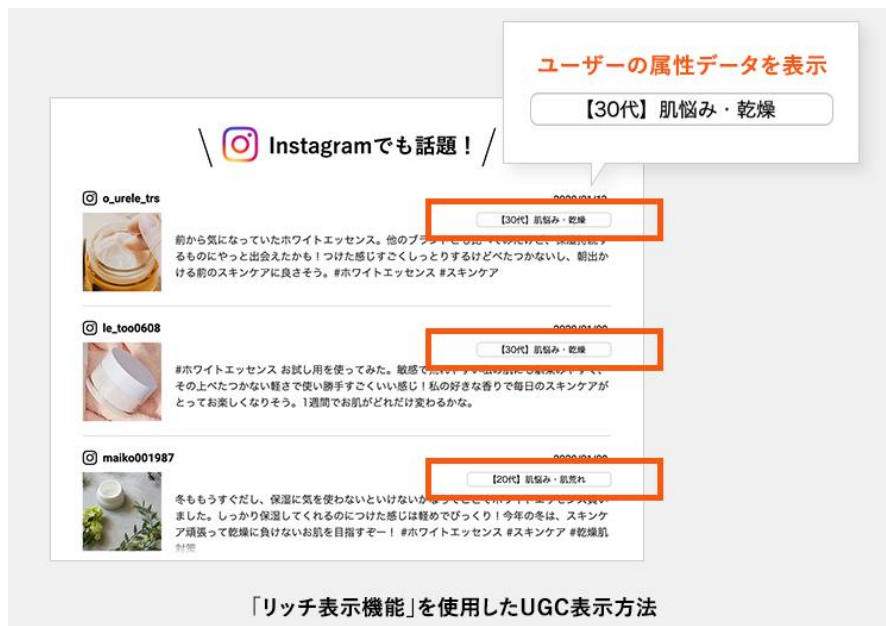 ユーザーの属性データを表示
【30代】肌悩み・乾燥
Instagramでも話題！
o_urele_trs
【30代】肌悩み・乾燥
前から気になっていたホワイトエッセンス。他のブランドとも比べてみたけど、保湿持続す
るものにやっと出会えたかも！つけた感じすごくしっとりするけどべたつかないし、朝出か
ける前のスキンケアに良さそう。#ホワイトエッセンス #スキンケア
le_too0608
【30代】肌悩み・乾燥
#ホワイトエッセンス お試し用を使ってみた。敏感で
その上べたつかない軽さで使い勝手すごくいい感じ！私の好きな香りで毎日のスキンケアが
とってお楽しくなりそう。1週間でお肌がどれだけ変わるかな。
maiko001987
【20代】肌悩み・肌荒れ
冬ももうすぐだし、保湿に気を使わないといけないか
ました。しっかり保湿してくれるのにつけた感じは軽めでびっくり！今年の冬は、スキンケ
ア頑張って乾燥に負けないお肌を目指すぞー！ #ホワイトエッセンス #スキンケア #乾燥肌
対策
「リッチ表示機能」を使用したUGC表示方法